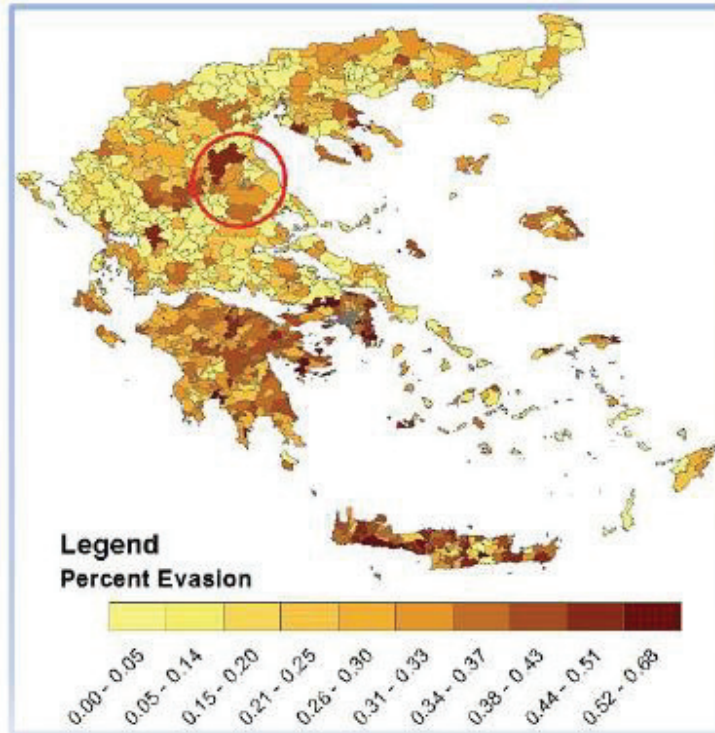 Legend
Percent Evasion
0.00 - 0.05
0.05 - 0.14
0.15 - 0.20
0.21 - 0.25
0.26 - 0.30
0.31 - 0.33
0.34 - 0.37
0.38 - 0.43
0.44 - 0.51
0.52 - 0.68